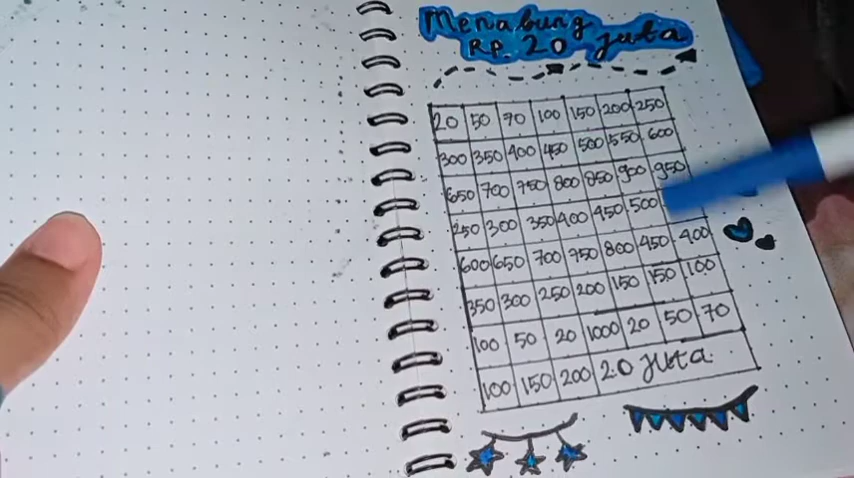 Menabung
RP. 20 juta
20 50 70 100 150 200 250
300 350 400 450 500 550 600
650 700 750 800 850 900 950
250 300 350 400 450 500
600 650 700 750 800 450 400
350 300 250 200 150 150 100
100 50 20 1000 20 50 70
100 150 200 20 juta